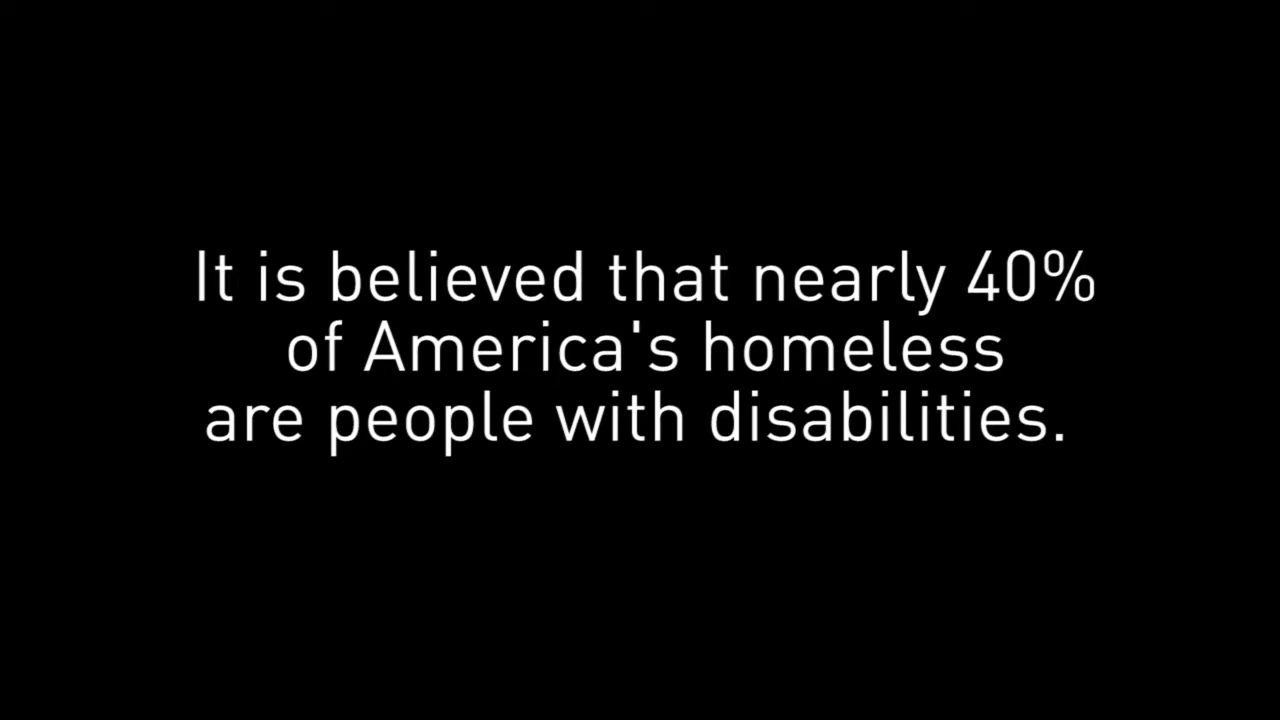 It is believed that nearly 40%
of America's homeless
are people with disabilities.